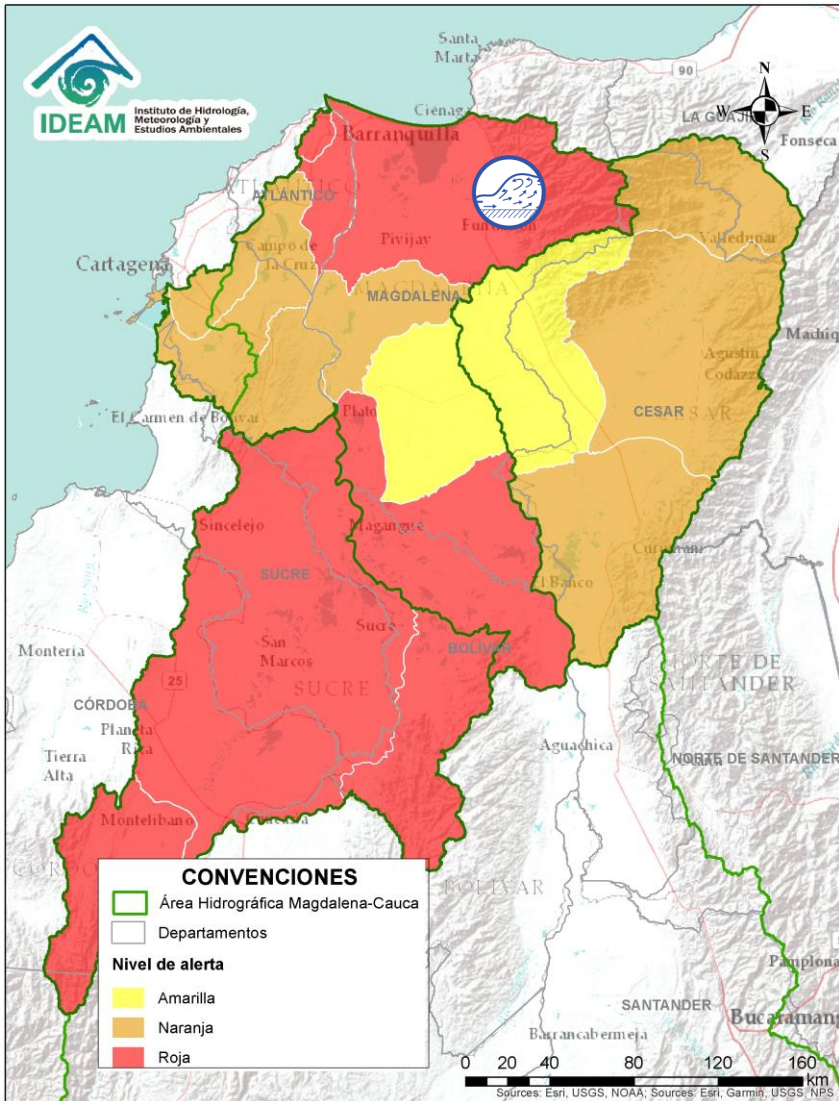 IDEAM
Instituto de Hidrología,
Meteorología y
Estudios Ambientales
Santa
Marta
90
N
E
S
LA GUAJI
Fonseca
Ciénaga
Barranquilla
ATLÁNTICO
Pivijay
Valledupar
Campo de
la Cruz
Cartagena
MAGDALENA
Agustín
Codazzi
CESAR
El Carmen de Bolívar
Plato
Sincelejo
Magangué
SUCRE
El Banco
Sucre
San
Marcos
BOLÍVAR
Montería
SUCRE
25
CÓRDOBA
Planeta
Rica
NORTE DE
SANTANDER
Tierra
Alta
Aguachica
NORTE DE SANTANDER
Montelíbano
BOLÍVAR
CONVENCIONES
Área Hidrográfica Magdalena-Cauca
Departamentos
Nivel de alerta
Amarilla
Naranja
Roja
Pamplona
SANTANDER
Bucaramang
Barrancabermeja
0 20 40 80 120 160
km
Sources: Esri, USGS, NOAA; Sources: Esri, Garmin, USGS, NPS